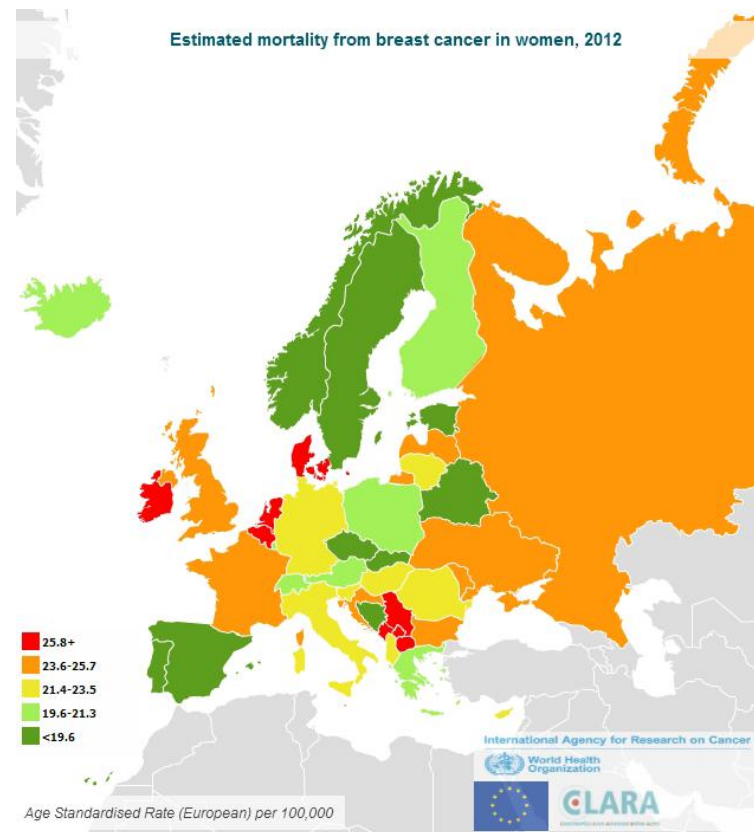 Estimated mortality from breast cancer in women, 2012
25.8+
23.6-25.7
21.4-23.5
19.6-21.3
<19.6
International Agency for Research on Cancer
World Health
Organization
CLARA
Age Standardised Rate (European) per 100,000